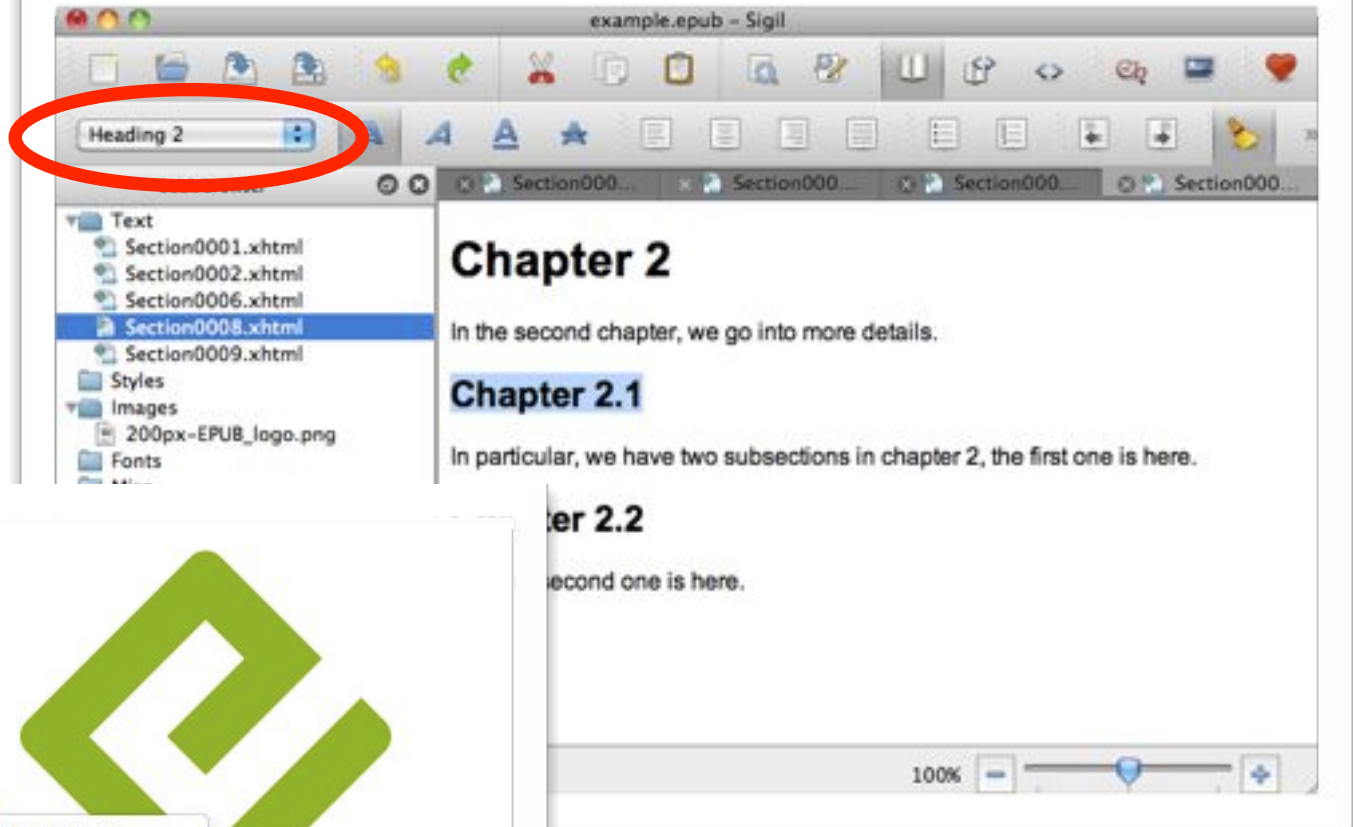 example.epub – Sigil
Heading 2
Section000...
Section000...
Section000...
Section000...
Text
Section0001.xhtml
Section0002.xhtml
Section0006.xhtml
Section0008.xhtml
Section0009.xhtml
Styles
Images
200px-EPUB_logo.png
Fonts
Chapter 2
In the second chapter, we go into more details.
Chapter 2.1
In particular, we have two subsections in chapter 2, the first one is here.
ter 2.2
second one is here.
100%